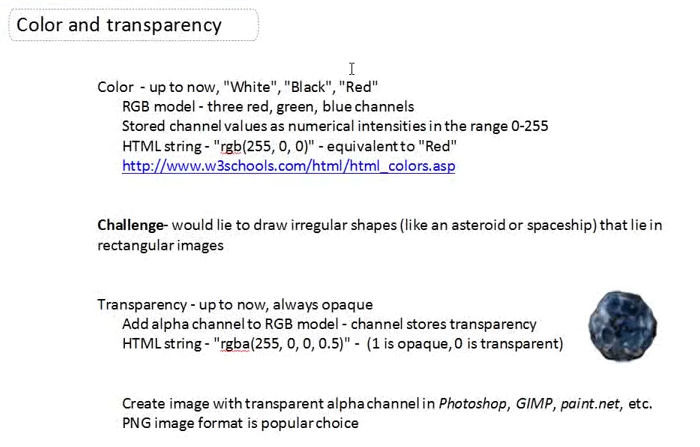 Color and transparency
Color - up to now, "White", "Black", "Red"
RGB model - three red, green, blue channels
Stored channel values as numerical intensities in the range 0-255
HTML string - "rgb(255, 0, 0)" - equivalent to "Red"
http://www.w3schools.com/html/html_colors.asp
Challenge- would lie to draw irregular shapes (like an asteroid or spaceship) that lie in
rectangular images
Transparency - up to now, always opaque
Add alpha channel to RGB model - channel stores transparency
HTML string - "rgba(255, 0, 0, 0.5)" - (1 is opaque, 0 is transparent)
Create image with transparent alpha channel in Photoshop, GIMP, paint.net, etc.
PNG image format is popular choice